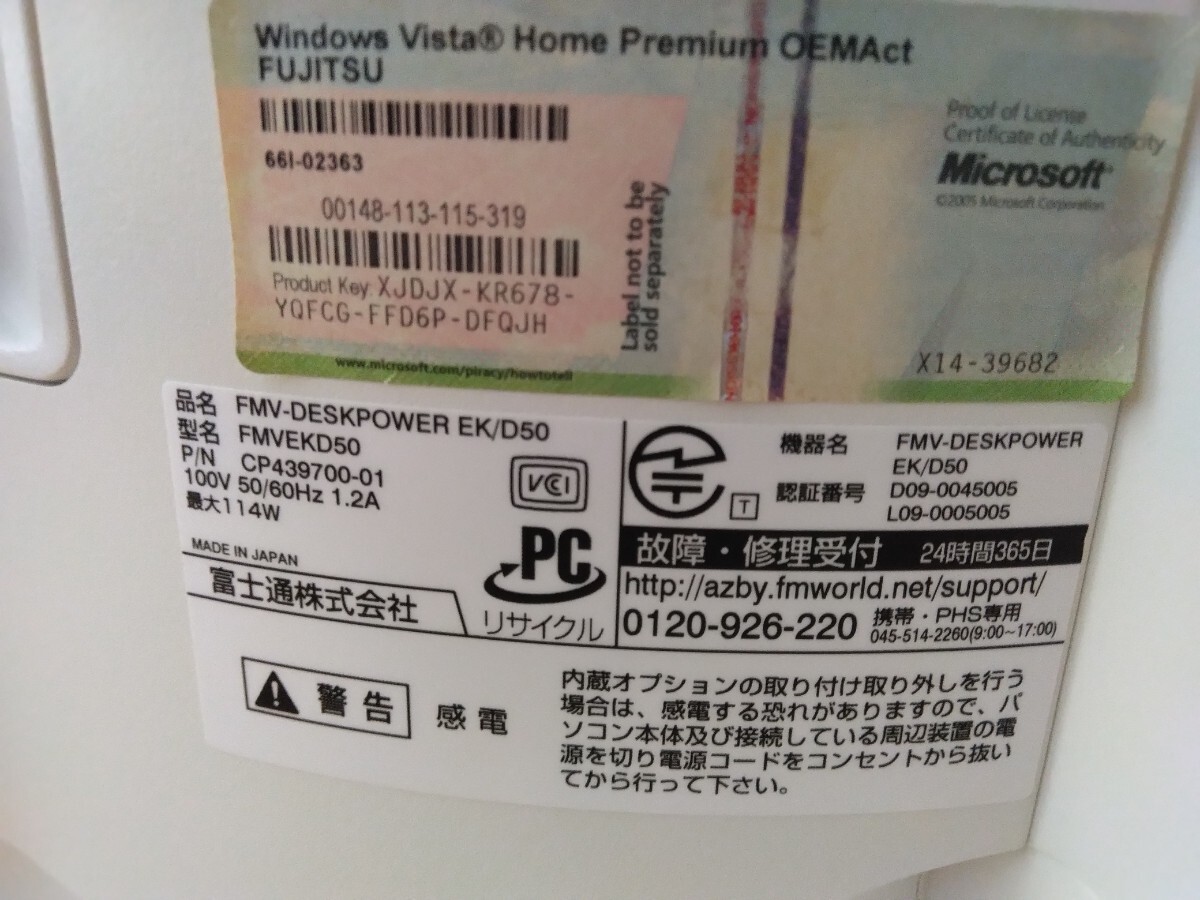 Windows Vista® Home Premium OEMAct
FUJITSU
66I-02363
00148-113-115-319
Product Key: XJDJX-KR678-
YQFCG-FFD6P-DFQJH
Label not to be
sold separately
www.microsoft.com/piracy/howtotell
Proof of License
Certificate of Authenticity
Microsoft
©2005 Microsoft Corporation
X14-39682
品名 FMV-DESKPOWER EK/D50
型名 FMVEKD50
P/N CP439700-01
100V 50/60Hz 1.2A
最大114W
VCI
MADE IN JAPAN
富士通株式会社
PC
リサイクル
T
機器名 FMV-DESKPOWER
EK/D50
認証番号 D09-0045005
L09-0005005
故障・修理受付 24時間365日
http://azby.fmworld.net/support/
0120-926-220 携帯・PHS専用
045-514-2260(9:00~17:00)
警告 感電
内蔵オプションの取り付け取り外しを行う
場合は、感電する恐れがありますので、パ
ソコン本体及び接続している周辺装置の電
源を切り電源コードをコンセントから抜い
てから行って下さい。